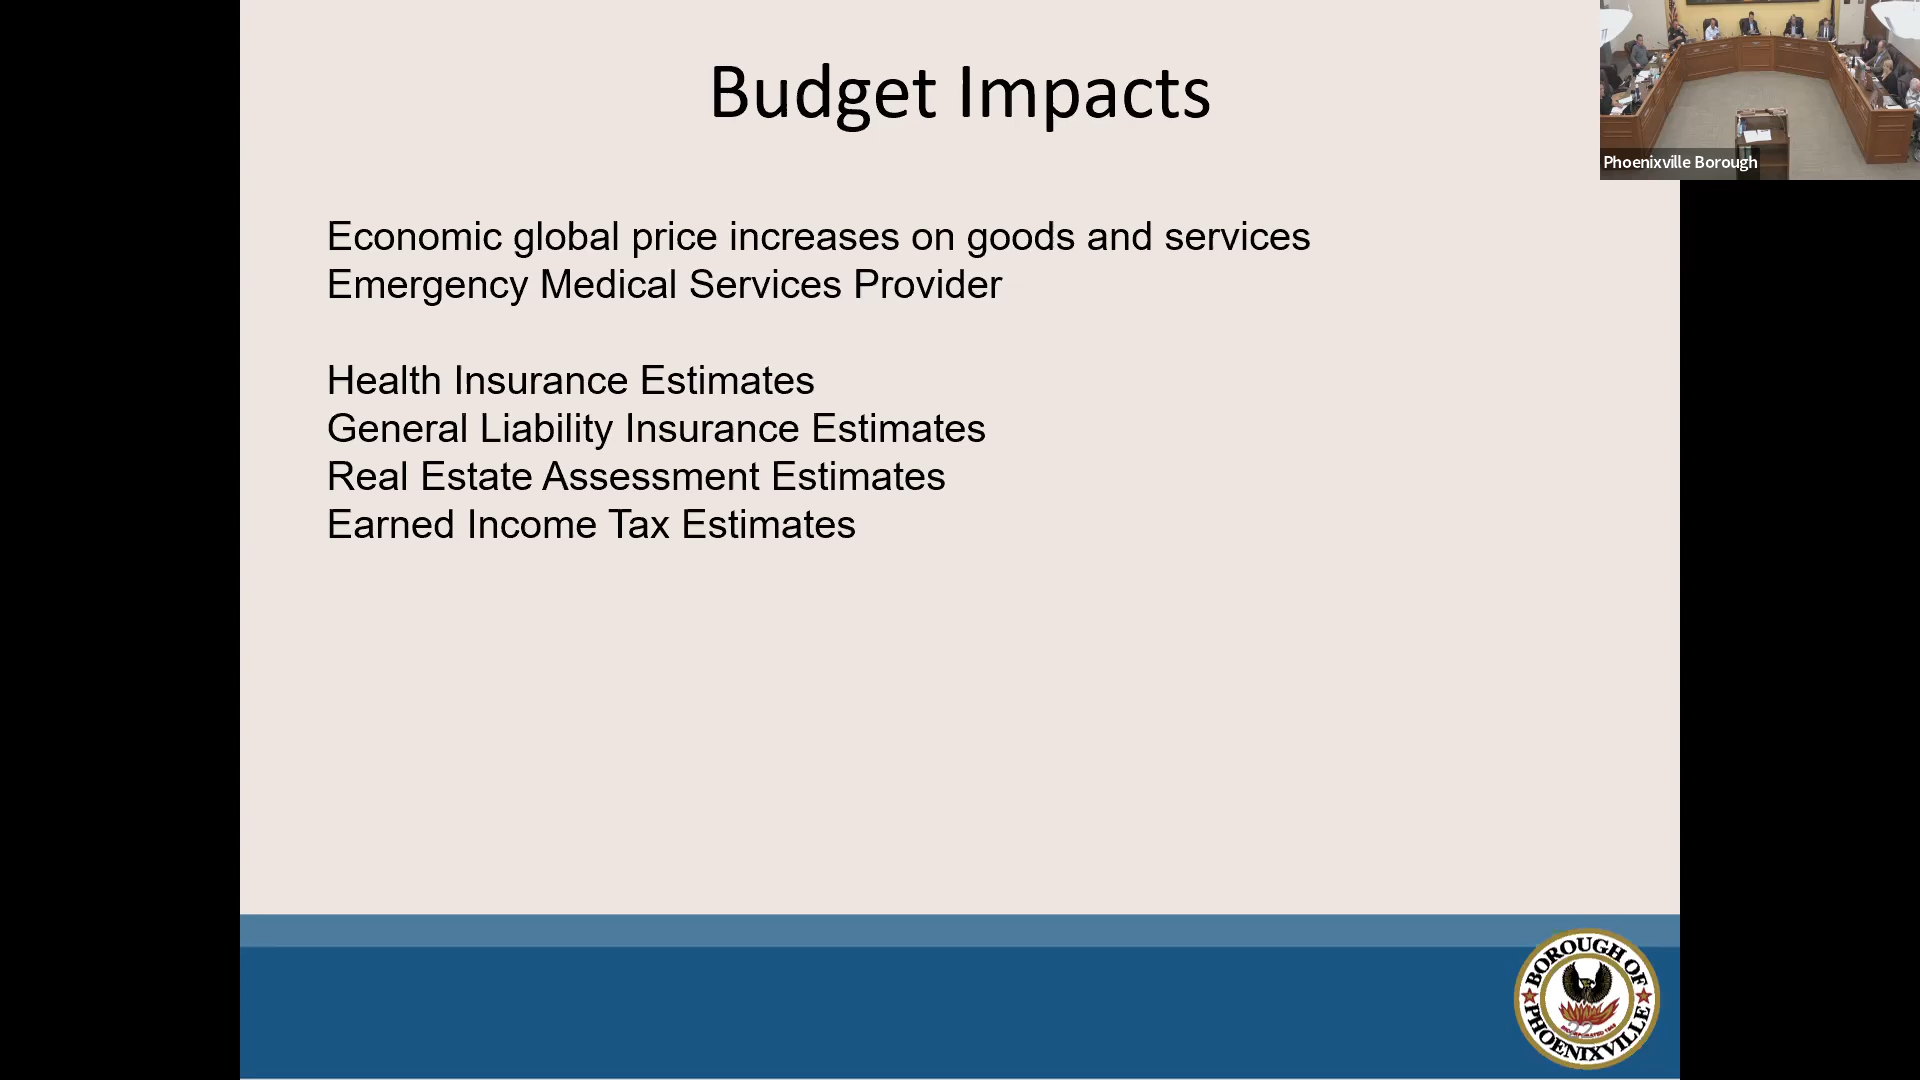 Budget Impacts
Phoenixville Borough
Economic global price increases on goods and services
Emergency Medical Services Provider
Health Insurance Estimates
General Liability Insurance Estimates
Real Estate Assessment Estimates
Earned Income Tax Estimates
BOROUGH OF
PHOENIXVILLE
22